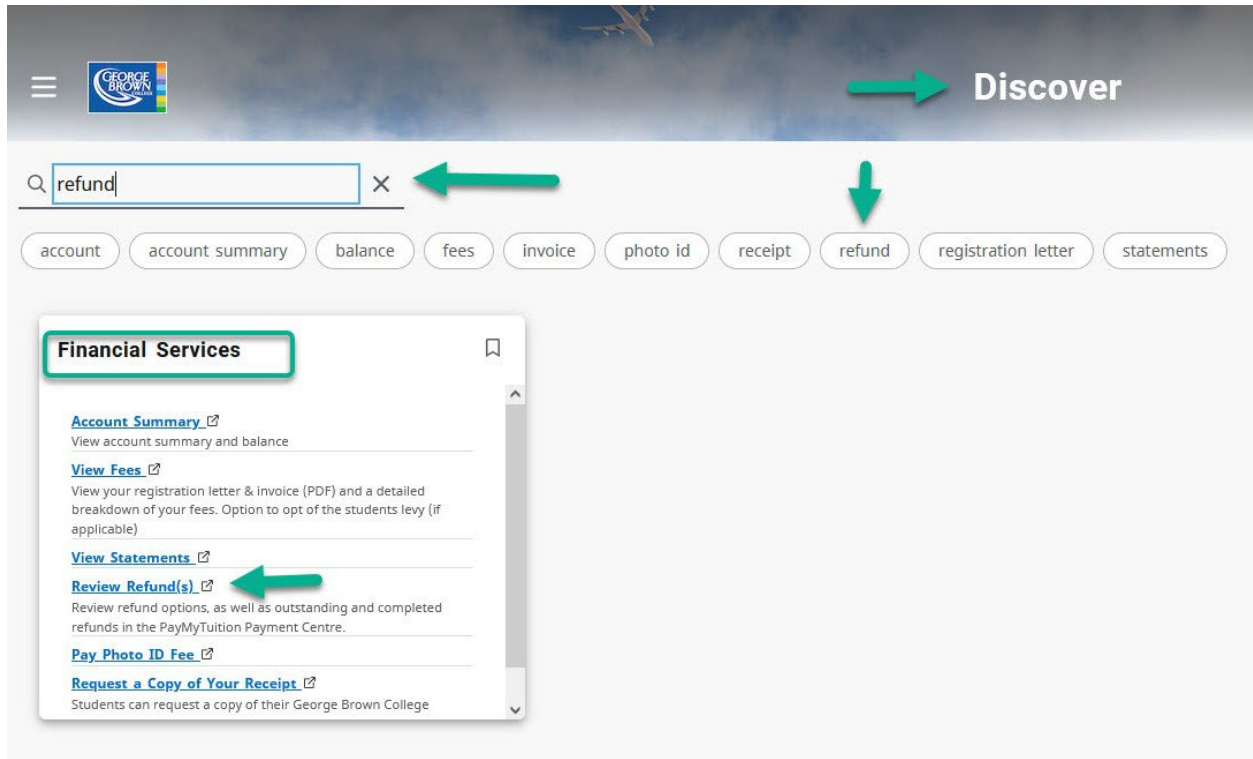 GEORGE
BROWN
COLLEGE
Discover
refund
account account summary balance fees invoice photo id receipt refund registration letter statements
Financial Services
Account Summary
View account summary and balance
View Fees
View your registration letter & invoice (PDF) and a detailed
breakdown of your fees. Option to opt of the students levy (if
applicable)
View Statements
Review Refund(s)
Review refund options, as well as outstanding and completed
refunds in the PayMyTuition Payment Centre.
Pay Photo ID Fee
Request a Copy of Your Receipt
Students can request a copy of their George Brown College